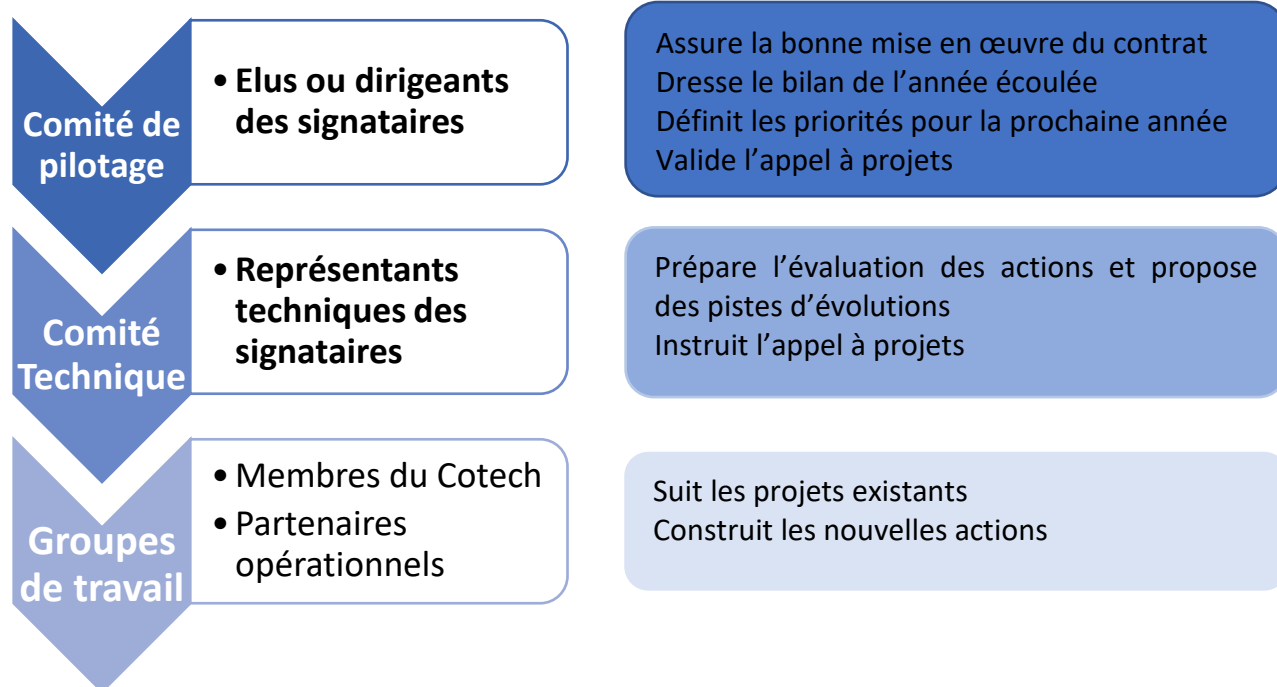 Comité de
pilotage
• Elus ou dirigeants
des signataires
Assure la bonne mise en œuvre du contrat
Dresse le bilan de l’année écoulée
Définit les priorités pour la prochaine année
Valide l’appel à projets
Comité
Technique
• Représentants
techniques des
signataires
Prépare l’évaluation des actions et propose
des pistes d’évolutions
Instruit l’appel à projets
Groupes
de travail
• Membres du Cotech
• Partenaires
opérationnels
Suit les projets existants
Construit les nouvelles actions